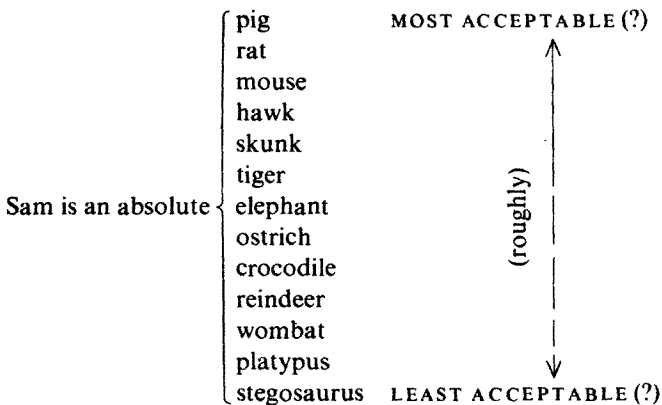 pig MOST ACCEPTABLE (?)
rat
mouse
hawk
skunk
tiger
Sam is an absolute elephant
ostrich
crocodile
reindeer
wombat
platypus
stegosaurus LEAST ACCEPTABLE (?)
(roughly)